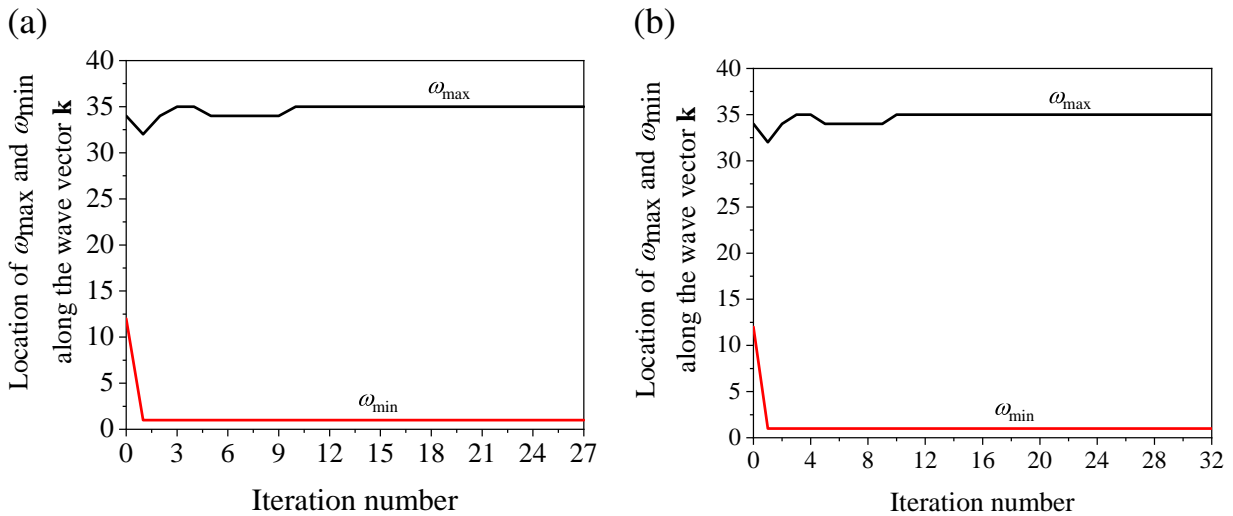 (a)
Location of ωmax and ωmin
along the wave vector k
40
35
30
25
20
15
10
5
0
ωmax
ωmin
0 3 6 9 12 15 18 21 24 27
Iteration number
(b)
Location of ωmax and ωmin
along the wave vector k
40
35
30
25
20
15
10
5
0
ωmax
ωmin
0 4 8 12 16 20 24 28 32
Iteration number